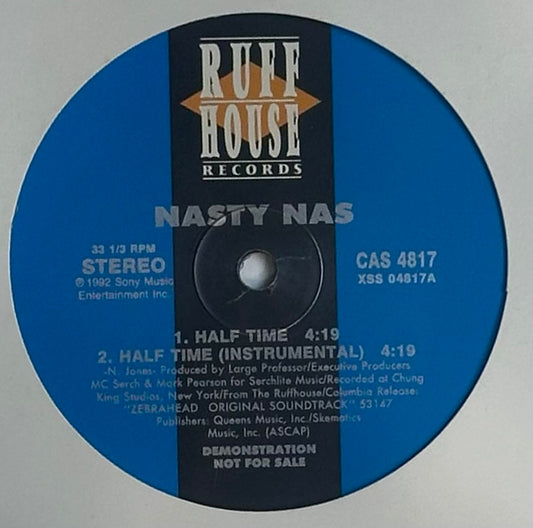 RUFF
HOUSE
RECORDS
NASTY NAS
33 1/3 RPM
STEREO
℗ 1992 Sony Music
Entertainment Inc.
CAS 4817
XSS 04817A
1. HALF TIME 4:19
2. HALF TIME (INSTRUMENTAL) 4:19
-N. Jones- Produced by Large Professor/Executive Producers
MC Serch & Mark Pearson for Serchlite Music/Recorded at Chung
King Studios, New York/From The Ruffhouse/Columbia Release:
"ZEBRAHEAD ORIGINAL SOUNDTRACK" 53147
Publishers: Queens Music, Inc./Skematics
Music, Inc. (ASCAP)
DEMONSTRATION
NOT FOR SALE